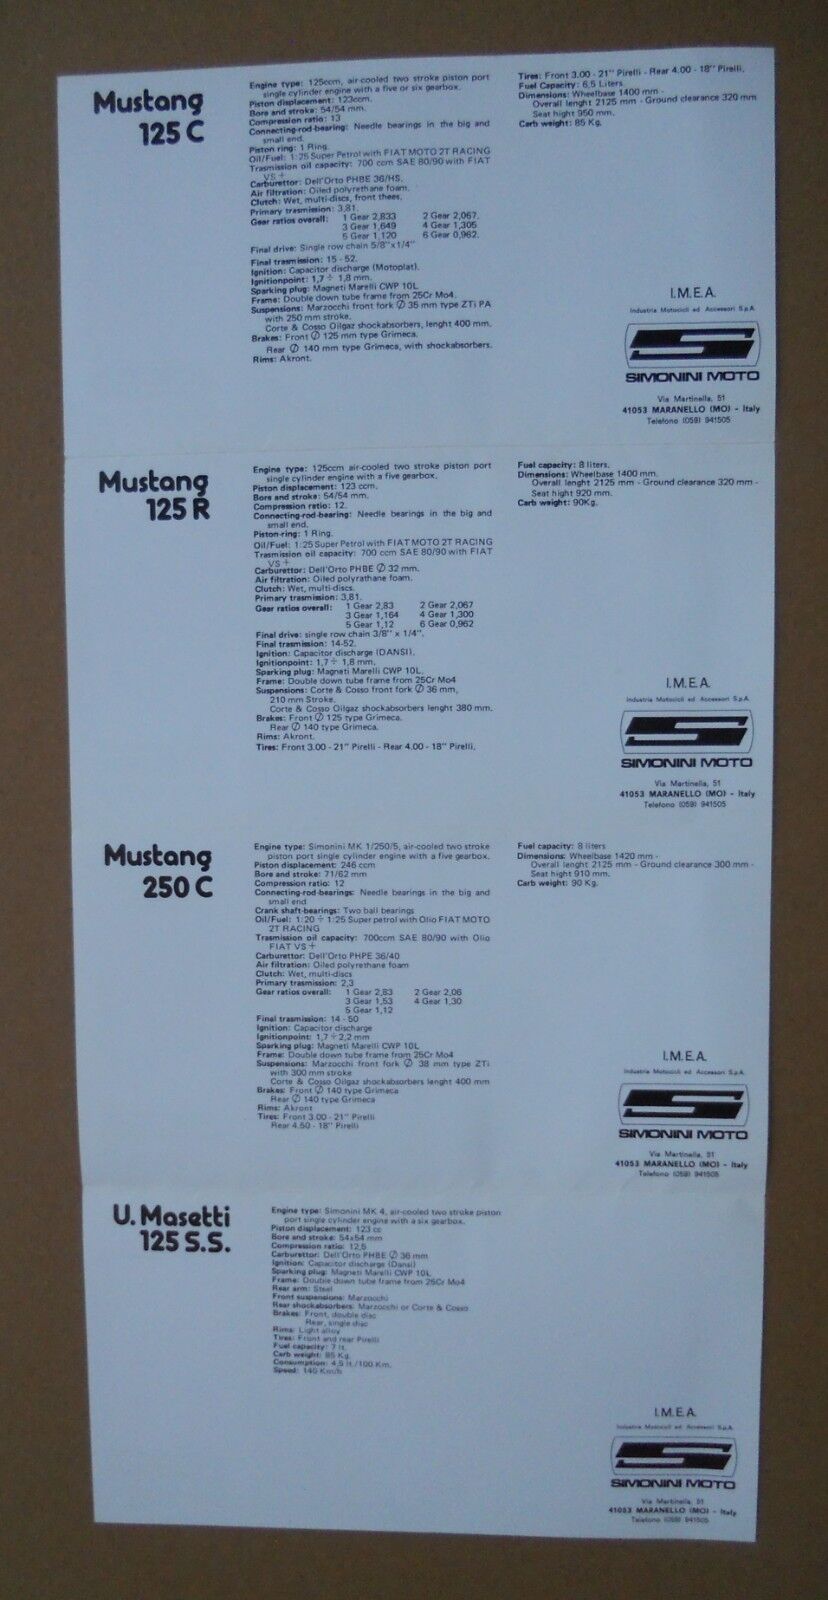 Mustang
125 C
Engine type: 125ccm, air-cooled two stroke piston port
single cylinder engine with a five or six gearbox.
Piston displacement: 123ccm.
Bore and stroke: 54/54 mm.
Compression ratio: 13
Connecting-rod-bearing: Needle bearings in the big and
small end.
Piston ring: 1 Ring.
Oil/Fuel: 1:25 Super Petrol with FIAT MOTO 2T RACING
Trasmission oil capacity: 700 ccm SAE 80/90 with FIAT
VS +
Carburettor: Dell'Orto PHBE 36/HS.
Air filtration: Oiled polyrethane foam.
Clutch: Wet, multi-discs, front thees.
Primary trasmission: 3,81.
Gear ratios overall: 1 Gear 2,833 2 Gear 2,067.
3 Gear 1,649 4 Gear 1,305
5 Gear 1,120 6 Gear 0,962.
Final drive: Single row chain 5/8"x1/4"
Final trasmission: 15 - 52.
Ignition: Capacitor discharge (Motoplat).
Ignitionpoint: 1,7 ÷ 1,8 mm.
Sparking plug: Magneti Marelli CWP 10L
Frame: Double down tube frame from 25Cr Mo4.
Suspensions: Marzocchi front fork ∅ 35 mm type ZTi PA
with 250 mm stroke.
Corte & Cosso Oilgaz shockabsorbers, lenght 400 mm.
Brakes: Front ∅ 125 mm type Grimeca.
Rear ∅ 140 mm type Grimeca, with shockabsorbers.
Rims: Akront.
Tires: Front 3.00 - 21" Pirelli - Rear 4.00 - 18" Pirelli.
Fuel Capacity: 6,5 Liters.
Dimensions: Wheelbase 1400 mm -
Overall lenght 2125 mm - Ground clearance 320 mm
Seat hight 950 mm.
Carb weight: 85 Kg.
I.M.E.A.
Industria Motocicli ed Accessori S.p.A.
SIMONINI MOTO
Via Martinella, 51
41053 MARANELLO (MO) - Italy
Telefono (059) 941505
Mustang
125 R
Engine type: 125ccm air-cooled two stroke piston port
single cylinder engine with a five gearbox.
Piston displacement: 123 ccm.
Bore and stroke: 54/54 mm.
Compression ratio: 12.
Connecting-rod-bearing: Needle bearings in the big and
small end.
Piston-ring: 1 Ring.
Oil/Fuel: 1:25 Super Petrol with FIAT MOTO 2T RACING
Trasmission oil capacity: 700 ccm SAE 80/90 with FIAT
VS +
Carburettor: Dell'Orto PHBE ∅ 32 mm.
Air filtration: Oiled polyrathane foam.
Clutch: Wet, multi-discs.
Primary trasmission: 3,81.
Gear ratios overall: 1 Gear 2,83 2 Gear 2,067
3 Gear 1,164 4 Gear 1,300
5 Gear 1,12 6 Gear 0,962
Final drive: single row chain 3/8" x 1/4".
Final trasmission: 14-52.
Ignition: Capacitor discharge (DANSI).
Ignitionpoint: 1,7 ÷ 1,8 mm.
Sparking plug: Magneti Marelli CWP 10L.
Frame: Double down tube frame from 25Cr Mo4
Suspensions: Corte & Cosso front fork ∅ 36 mm,
210 mm Stroke.
Corte & Cosso Oilgaz shockabsorbers lenght 380 mm.
Brakes: Front ∅ 125 type Grimeca.
Rear ∅ 140 type Grimeca.
Rims: Akront.
Tires: Front 3.00 - 21" Pirelli - Rear 4.00 - 18" Pirelli.
Fuel capacity: 8 liters.
Dimensions: Wheelbase 1400 mm.
Overall lenght 2125 mm - Ground clearance 320 mm -
Seat hight 920 mm.
Carb weight: 90Kg.
I.M.E.A.
Industria Motocicli ed Accessori S.p.A.
SIMONINI MOTO
Via Martinella, 51
41053 MARANELLO (MO) - Italy
Telefono (059) 941505
Mustang
250 C
Engine type: Simonini MK 1/250/5, air-cooled two stroke
piston port single cylinder engine with a five gearbox.
Piston displacement: 246 ccm
Bore and stroke: 71/62 mm
Compression ratio: 12
Connecting-rod-bearings: Needle bearings in the big and
small end
Crank shaft-bearings: Two ball bearings
Oil/Fuel: 1:20 ÷ 1:25 Super petrol with Olio FIAT MOTO
2T RACING
Trasmission oil capacity: 700ccm SAE 80/90 with Olio
FIAT VS +
Carburettor: Dell'Orto PHPE 36/40
Air filtration: Oiled polyrethane foam
Clutch: Wet, multi-discs
Primary trasmission: 2,3
Gear ratios overall: 1 Gear 2,83 2 Gear 2,06
3 Gear 1,53 4 Gear 1,30
5 Gear 1,12
Final trasmission: 14 - 50
Ignition: Capacitor discharge
Ignitionpoint: 1,7 ÷ 2,2 mm
Sparking plug: Magneti Marelli CWP 10L
Frame: Double down tube frame from 25Cr Mo4
Suspensions: Marzocchi front fork ∅ 38 mm type ZTi
with 300 mm stroke
Corte & Cosso Oilgaz shockabsorbers lenght 400 mm
Brakes: Front ∅ 140 type Grimeca
Rear ∅ 140 type Grimeca
Rims: Akront
Tires: Front 3.00 - 21" Pirelli
Rear 4.50 - 18" Pirelli
Fuel capacity: 8 liters
Dimensions: Wheelbase 1420 mm -
Overall lenght 2125 mm - Ground clearance 300 mm -
Seat hight 910 mm.
Carb weight: 90 Kg.
I.M.E.A.
Industria Motocicli ed Accessori S.p.A.
SIMONINI MOTO
Via Martinella, 51
41053 MARANELLO (MO) - Italy
Telefono (059) 941505
U. Masetti
125 S.S.
Engine type: Simonini MK 4, air-cooled two stroke piston
port single cylinder engine with a six gearbox.
Piston displacement: 123 cc
Bore and stroke: 54x54 mm
Compression ratio: 12,5
Carburettor: Dell'Orto PHBE ∅ 36 mm
Ignition: Capacitor discharge (Dansi)
Sparking plug: Magneti Marelli CWP 10L
Frame: Double down tube frame from 25Cr Mo4
Rear arm: Steel
Front suspensions: Marzocchi
Rear shockabsorbers: Marzocchi or Corte & Cosso
Brakes: Front, double disc
Rear, single disc
Rims: Light alloy
Tires: Front and rear Pirelli
Fuel capacity: 7 lt.
Carb weight: 85 Kg.
Consumption: 4,5 lt./100 Km.
Speed: 140 Km/h
I.M.E.A.
Industria Motocicli ed Accessori S.p.A.
SIMONINI MOTO
Via Martinella, 51
41053 MARANELLO (MO) - Italy
Telefono (059) 941505